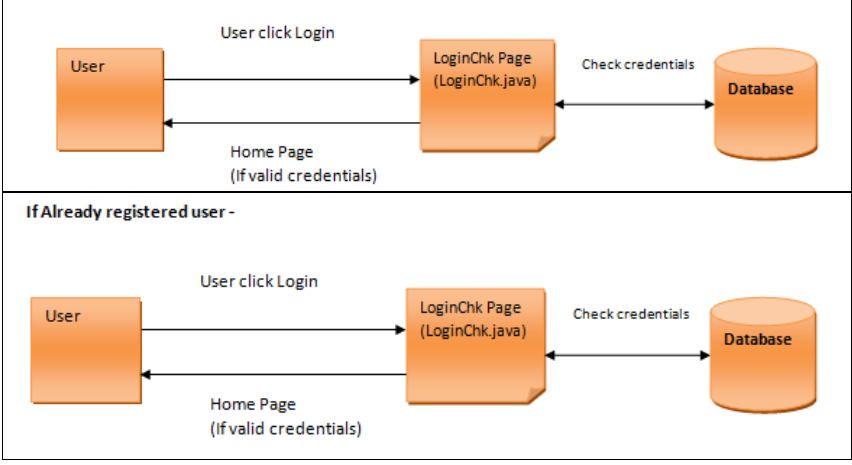 User click Login
User
LoginChk Page
(LoginChk.java)
Check credentials
Database
Home Page
(If valid credentials)
If Already registered user -
User click Login
User
LoginChk Page
(LoginChk.java)
Check credentials
Database
Home Page
(If valid credentials)